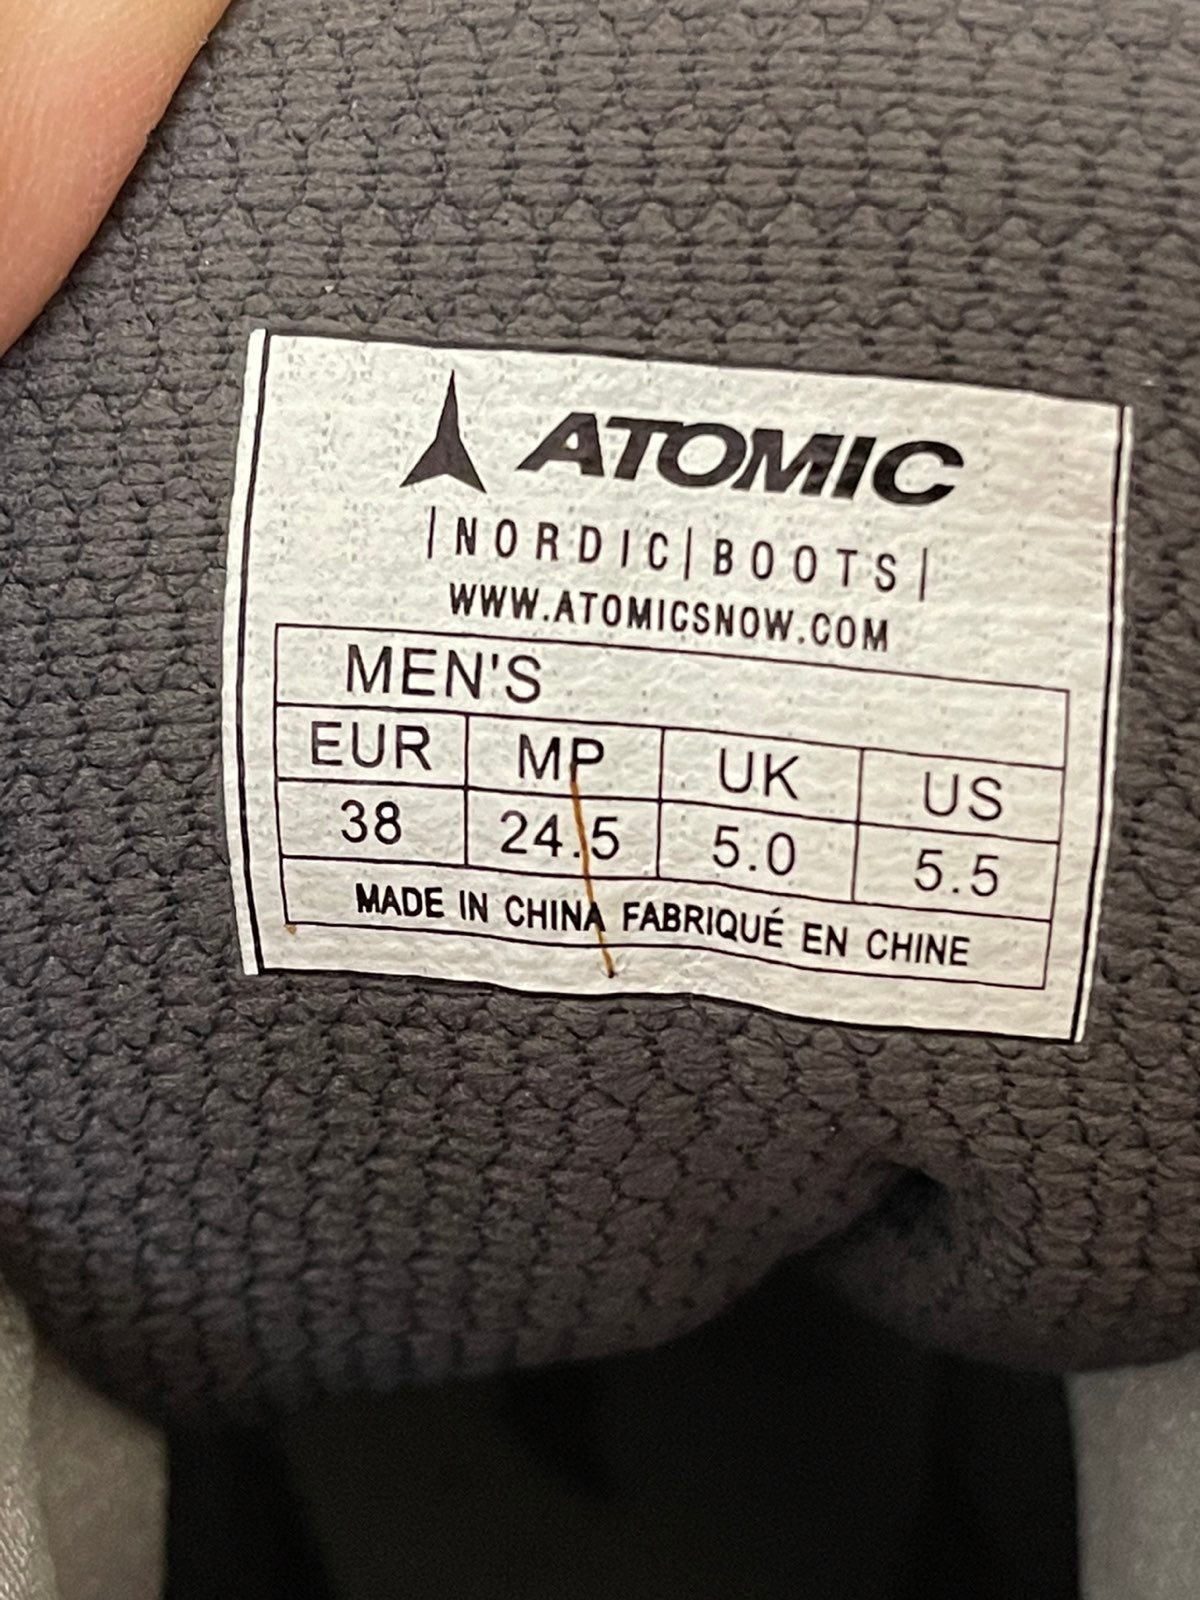 ATOMIC
|NORDIC|BOOTS|
WWW.ATOMICSNOW.COM
MEN'S
EUR MP UK US
38 24.5 5.0 5.5
MADE IN CHINA FABRIQUÉ EN CHINE